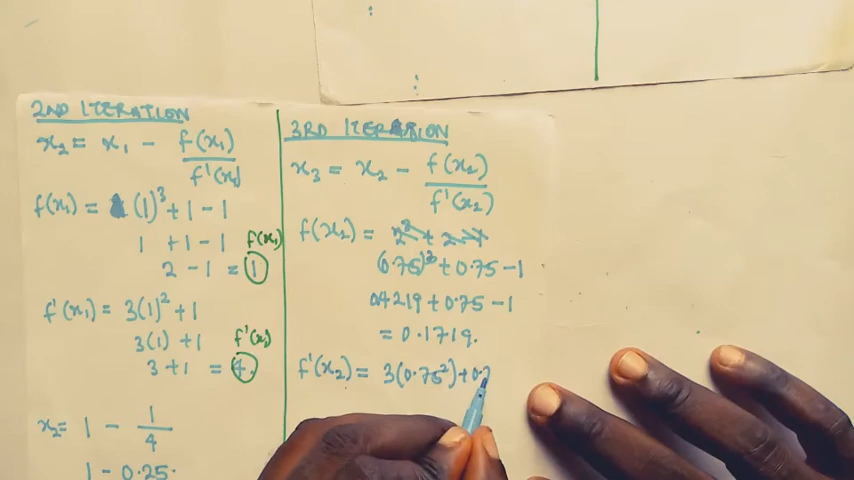 2ND ITERATION
x₂ = x₁ - f(x₁)
f'(x₁)
f(x₁) = (1)³ + 1 - 1
1 + 1 - 1 f(x₁)
2 - 1 = 1
f'(x₁) = 3(1)² + 1
3(1) + 1 f'(x₁)
3 + 1 = 4.
x₂ = 1 - 1
4
1 - 0.25.
3RD ITERATION
x₃ = x₂ - f(x₂)
f'(x₂)
f(x₂) =
(0.75)³ + 0.75 - 1
0.4219 + 0.75 - 1
= 0.1719.
f'(x₂) = 3(0.75²) + 0.